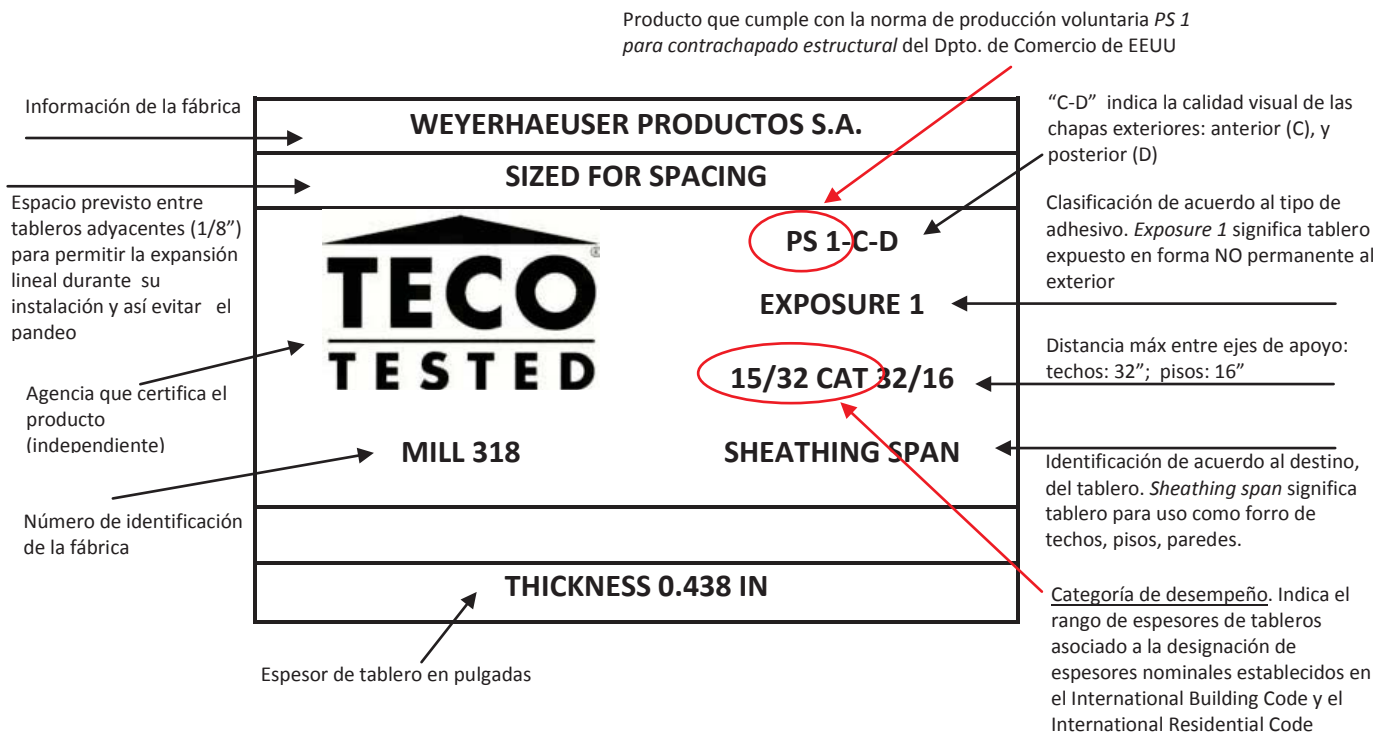 Producto que cumple con la norma de producción voluntaria PS 1
para contrachapado estructural del Dpto. de Comercio de EEUU
Información de la fábrica
Espacio previsto entre
tableros adyacentes (1/8”)
para permitir la expansión
lineal durante su
instalación y así evitar el
pandeo
Agencia que certifica el
producto
(independiente)
Número de identificación
de la fábrica
WEYERHAEUSER PRODUCTOS S.A.
SIZED FOR SPACING
TECO
®
TESTED
PS 1-C-D
EXPOSURE 1
15/32 CAT 32/16
MILL 318
SHEATHING SPAN
THICKNESS 0.438 IN
Espesor de tablero en pulgadas
“C-D” indica la calidad visual de las
chapas exteriores: anterior (C), y
posterior (D)
Clasificación de acuerdo al tipo de
adhesivo. Exposure 1 significa tablero
expuesto en forma NO permanente al
exterior
Distancia máx entre ejes de apoyo:
techos: 32”; pisos: 16”
Identificación de acuerdo al destino,
del tablero. Sheathing span significa
tablero para uso como forro de
techos, pisos, paredes.
Categoría de desempeño. Indica el
rango de espesores de tableros
asociado a la designación de
espesores nominales establecidos en
el International Building Code y el
International Residential Code